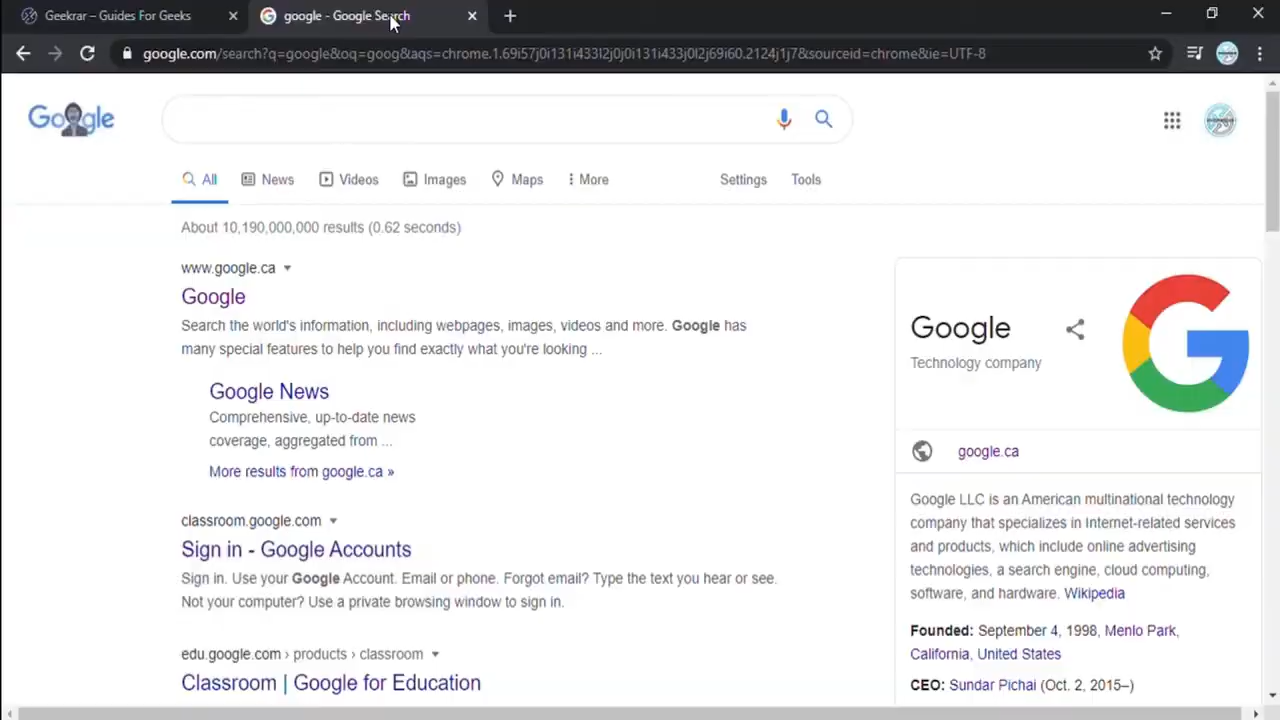 Geekrar – Guides For Geeks
google - Google Search
google.com/search?q=google&oq=goog&aqs=chrome.1.69i57j0i131i433l2j0j0i131i433j0l2j69i60.2124j1j7&sourceid=chrome&ie=UTF-8
Google
All
News
Videos
Images
Maps
More
Settings
Tools
About 10,190,000,000 results (0.62 seconds)
www.google.ca
Google
Search the world's information, including webpages, images, videos and more. Google has
many special features to help you find exactly what you're looking ...
Google News
Comprehensive, up-to-date news
coverage, aggregated from ...
More results from google.ca »
classroom.google.com
Sign in - Google Accounts
Sign in. Use your Google Account. Email or phone. Forgot email? Type the text you hear or see.
Not your computer? Use a private browsing window to sign in.
edu.google.com › products › classroom
Classroom | Google for Education
Google
Technology company
google.ca
Google LLC is an American multinational technology
company that specializes in Internet-related services
and products, which include online advertising
technologies, a search engine, cloud computing,
software, and hardware. Wikipedia
Founded: September 4, 1998, Menlo Park,
California, United States
CEO: Sundar Pichai (Oct. 2, 2015–)